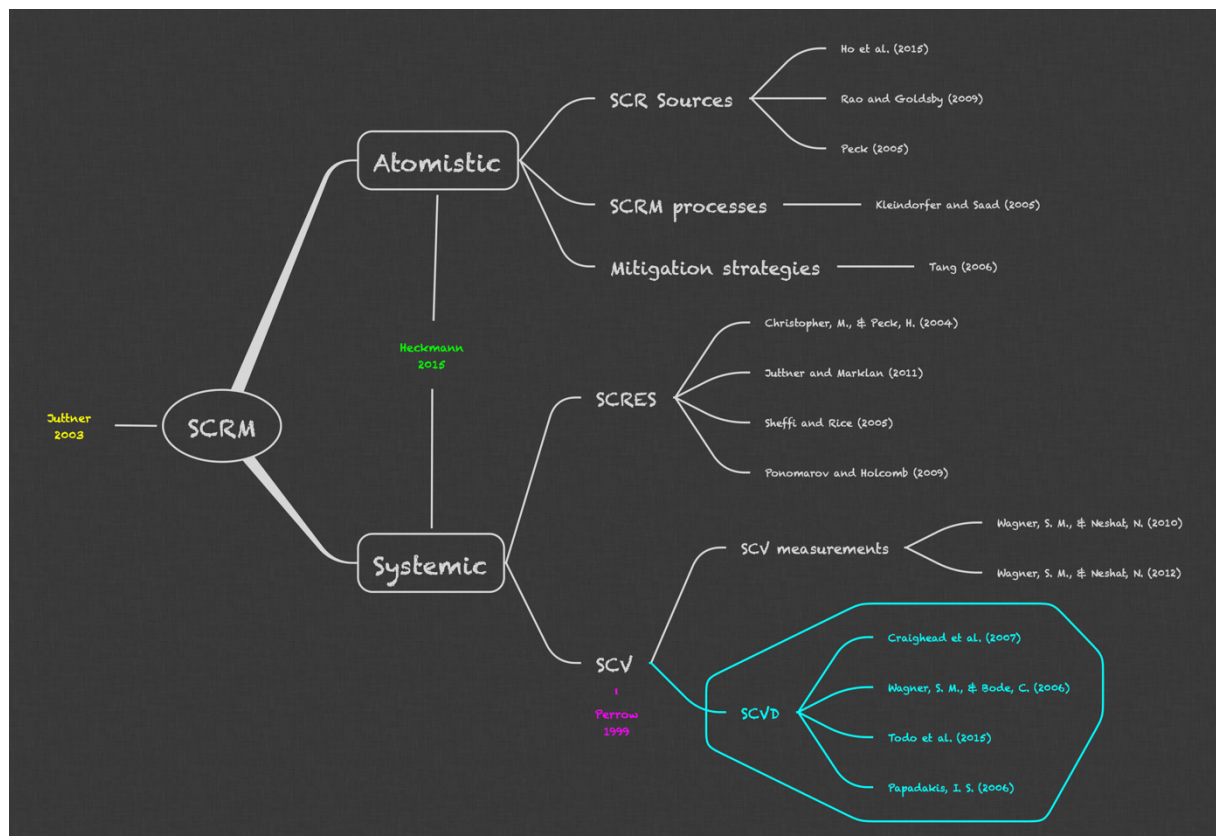 Ho et al. (2015)
SCR Sources
Rao and Goldsby (2009)
Peck (2005)
Atomistic
SCRM processes
Kleindorfer and Saad (2005)
Mitigation strategies
Tang (2006)
Heckmann
2015
Juttner
2003
SCRM
Christopher, M., & Peck, H. (2004)
Juttner and Marklan (2011)
SCRES
Sheffi and Rice (2005)
Ponomarov and Holcomb (2009)
Systemic
Wagner, S. M., & Neshat, N. (2010)
SCV measurements
Wagner, S. M., & Neshat, N. (2012)
SCV
Perrow
1999
Craighead et al. (2007)
Wagner, S. M., & Bode, C. (2006)
SCVD
Todo et al. (2015)
Papadakis, I. S. (2006)